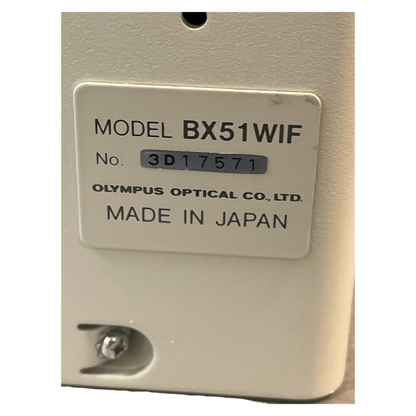 MODEL BX51WIF
No. 3D17571
OLYMPUS OPTICAL CO., LTD.
MADE IN JAPAN